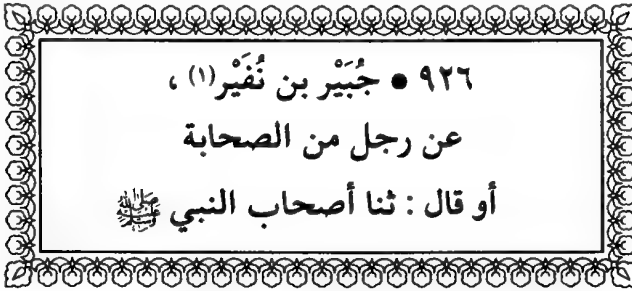 ٩٢٦ ● جُبَيْر بن نُفَيْر(١) ،
عن رجل من الصحابة
أو قال : ثنا أصحاب النبي ﷺ